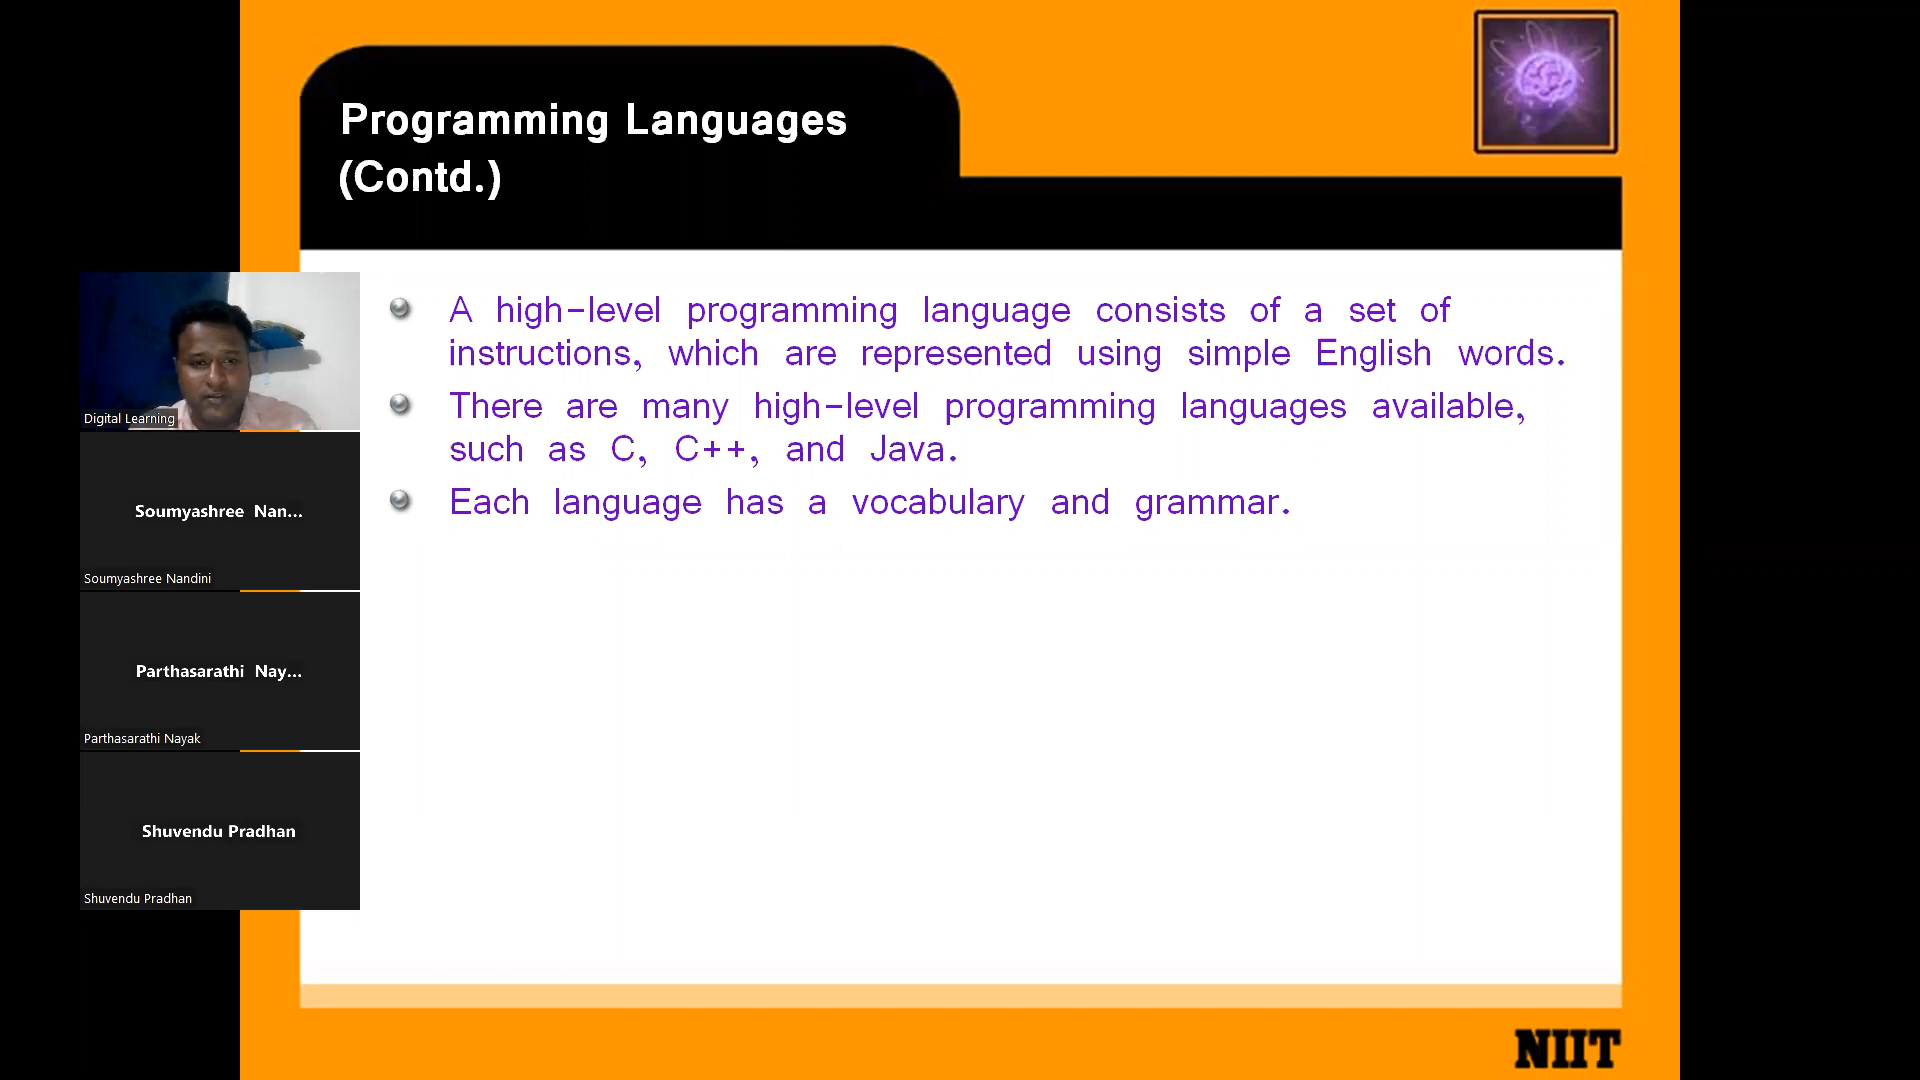 Programming Languages
(Contd.)
A high-level programming language consists of a set of
instructions, which are represented using simple English words.
There are many high-level programming languages available,
such as C, C++, and Java.
Each language has a vocabulary and grammar.
Digital Learning
Soumyashree Nan...
Soumyashree Nandini
Parthasarathi Nay...
Parthasarathi Nayak
Shuvendu Pradhan
Shuvendu Pradhan
NIIT